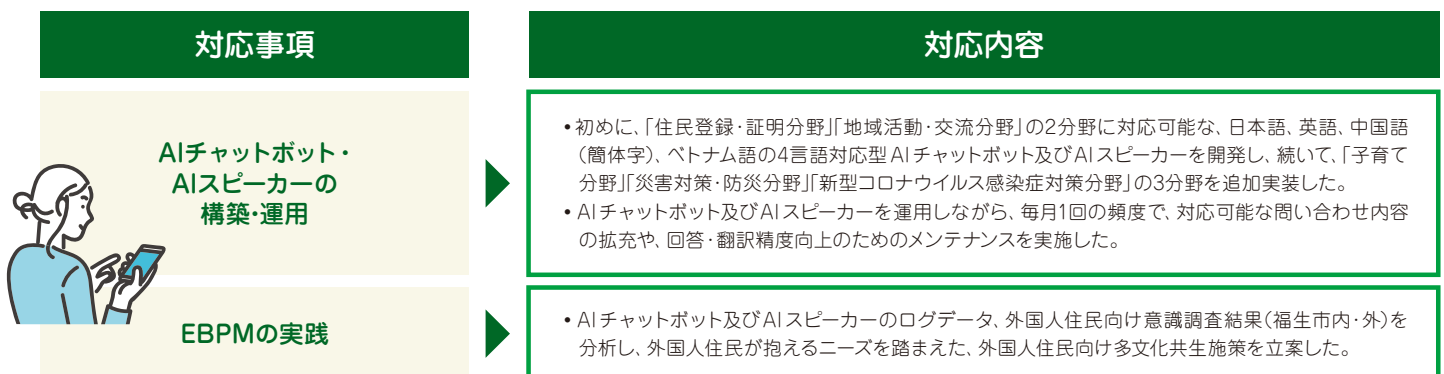 対応事項
対応内容
AIチャットボット・
AIスピーカーの
構築・運用
•初めに、「住民登録・証明分野」「地域活動・交流分野」の2分野に対応可能な、日本語、英語、中国語
(簡体字)、ベトナム語の4言語対応型AIチャットボット及びAIスピーカーを開発し、続いて、「子育て
分野」「災害対策・防災分野」「新型コロナウイルス感染症対策分野」の3分野を追加実装した。
•AIチャットボット及びAIスピーカーを運用しながら、毎月1回の頻度で、対応可能な問い合わせ内容
の拡充や、回答・翻訳精度向上のためのメンテナンスを実施した。
EBPMの実践
•AIチャットボット及びAIスピーカーのログデータ、外国人住民向け意識調査結果(福生市内・外)を
分析し、外国人住民が抱えるニーズを踏まえた、外国人住民向け多文化共生施策を立案した。